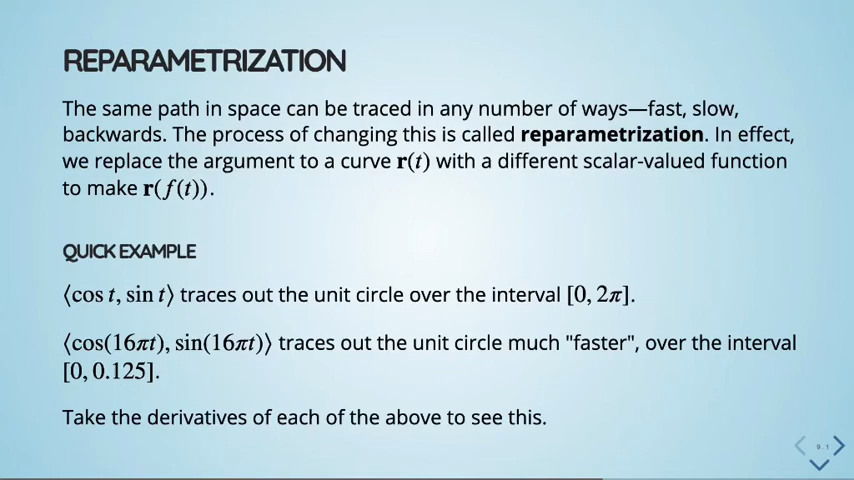 REPARAMETRIZATION
The same path in space can be traced in any number of ways—fast, slow,
backwards. The process of changing this is called reparametrization. In effect,
we replace the argument to a curve r(t) with a different scalar-valued function
to make r(f(t)).
QUICK EXAMPLE
⟨cos t, sin t⟩ traces out the unit circle over the interval [0, 2π].
⟨cos(16πt), sin(16πt)⟩ traces out the unit circle much "faster", over the interval
[0, 0.125].
Take the derivatives of each of the above to see this.
9.1